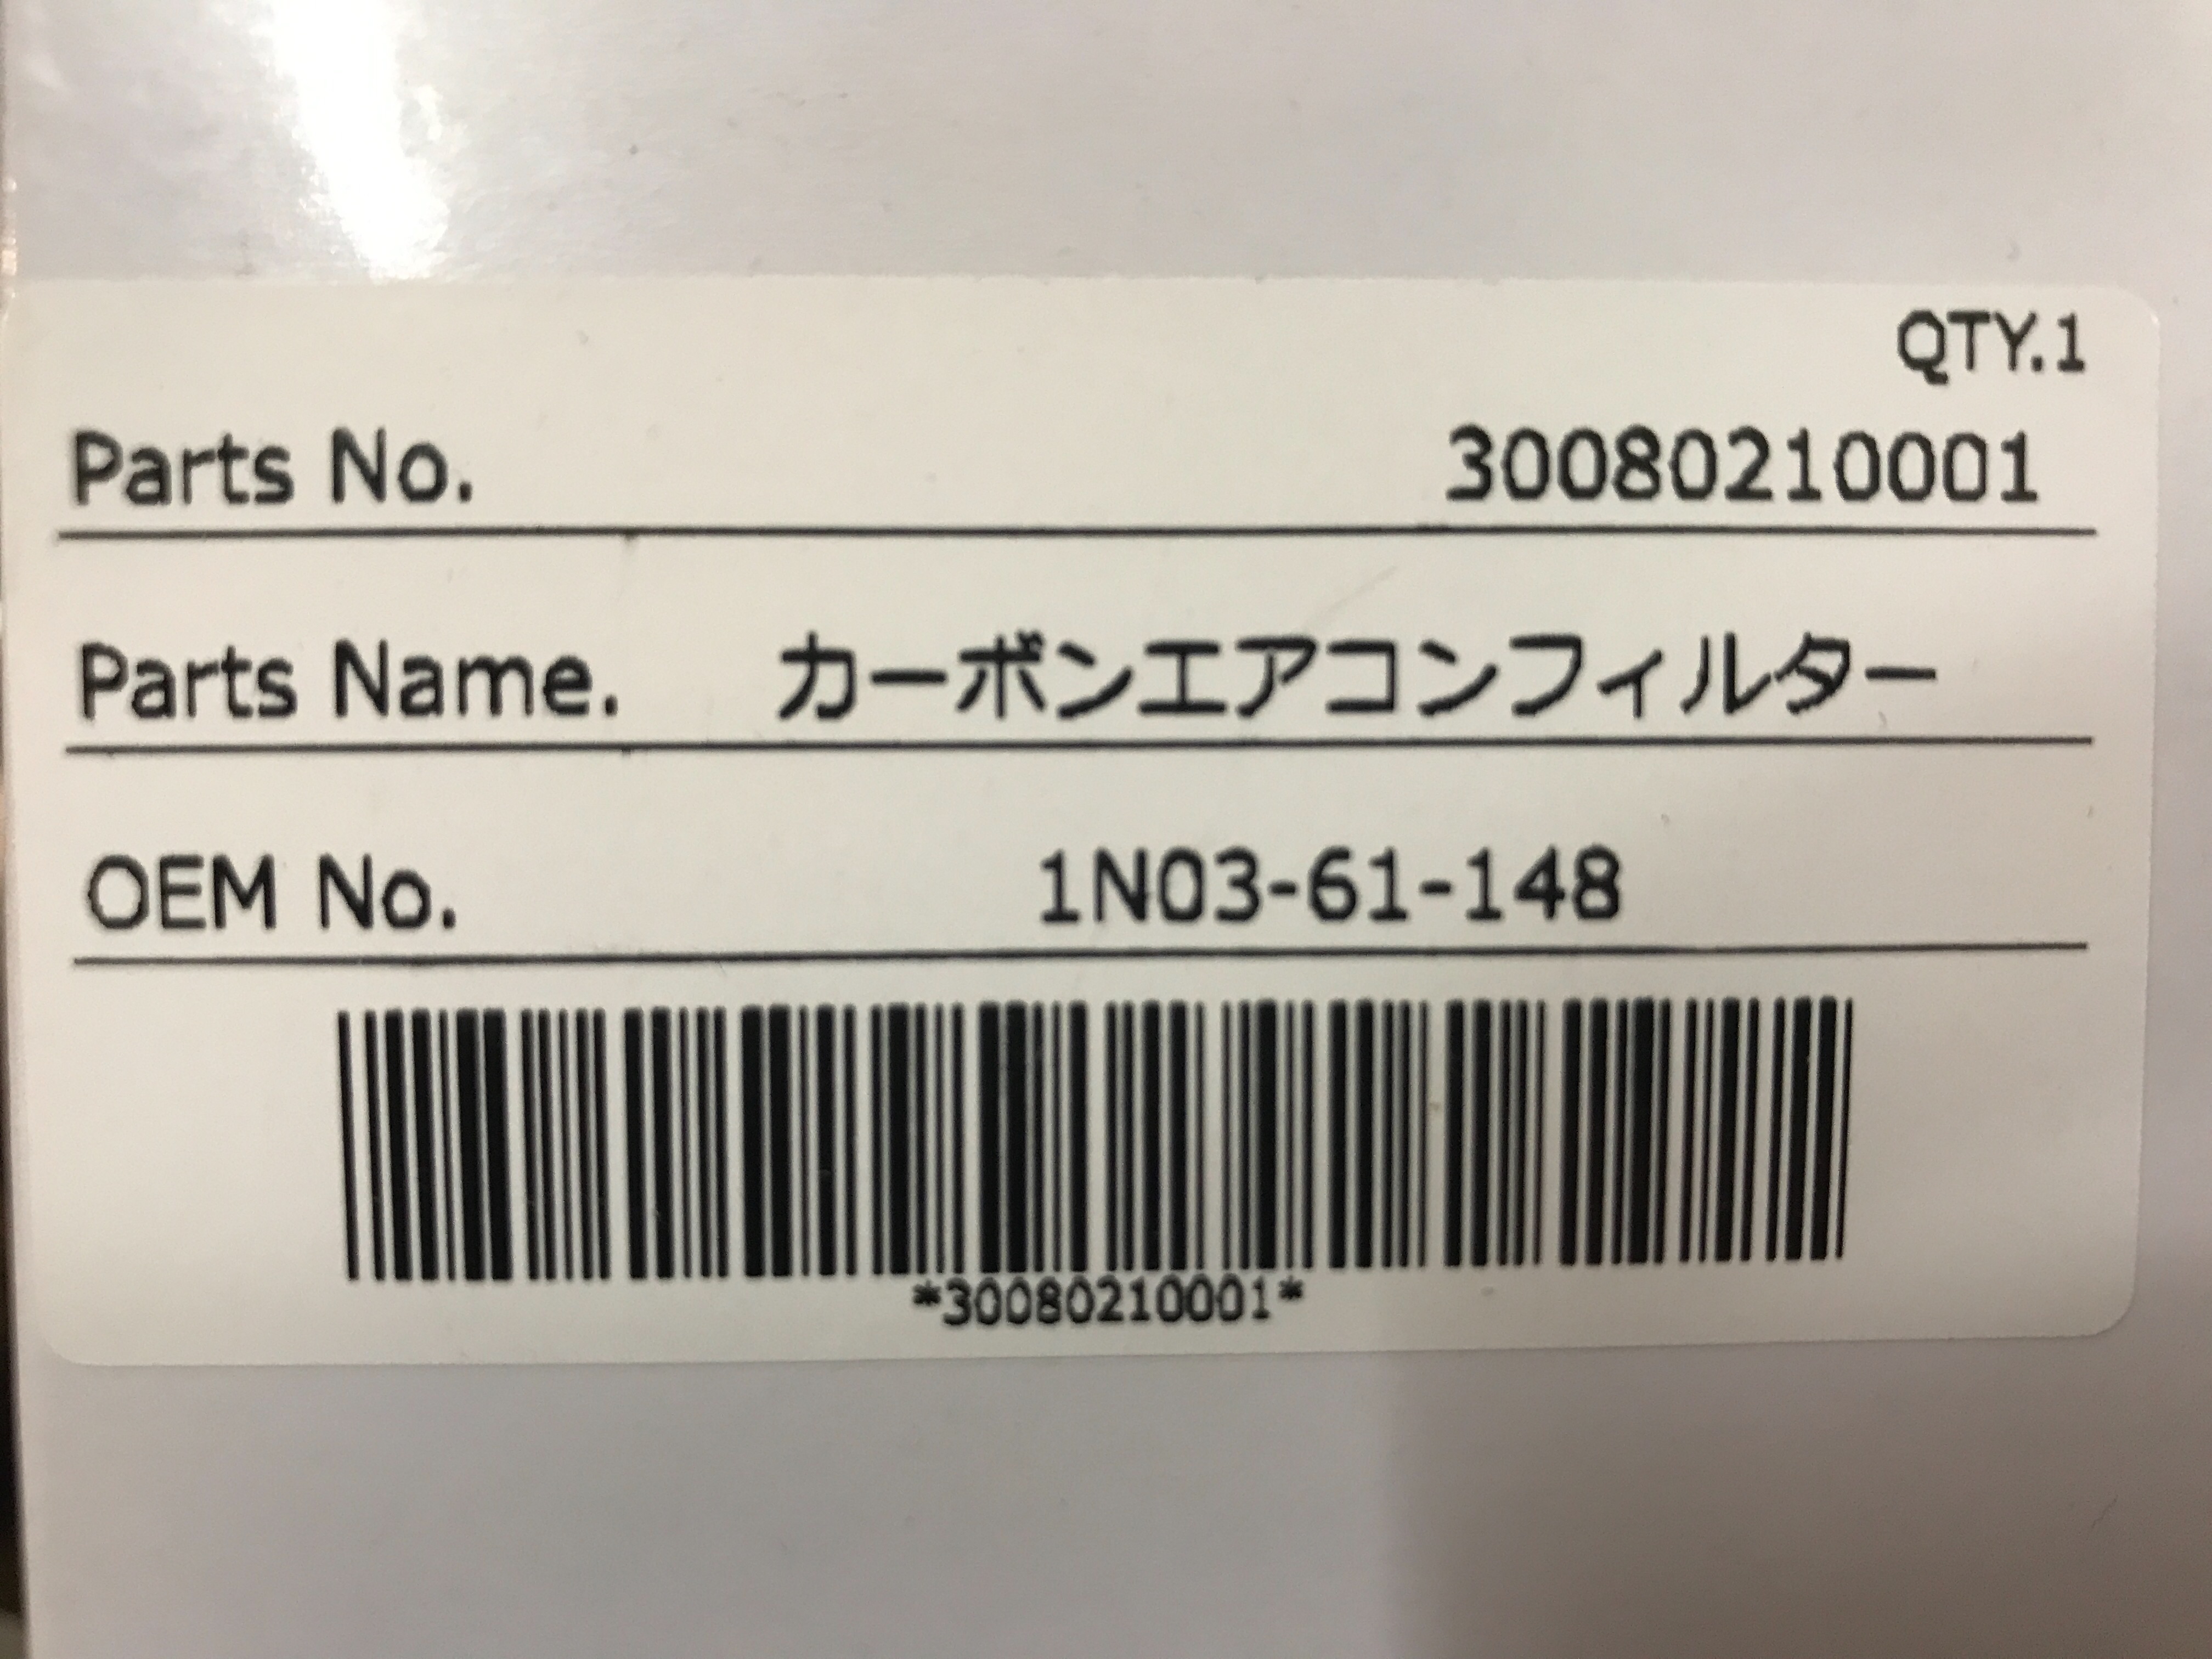 QTY.1
Parts No. 30080210001
Parts Name. カーボンエアコンフィルター
OEM No. 1N03-61-148
*30080210001*